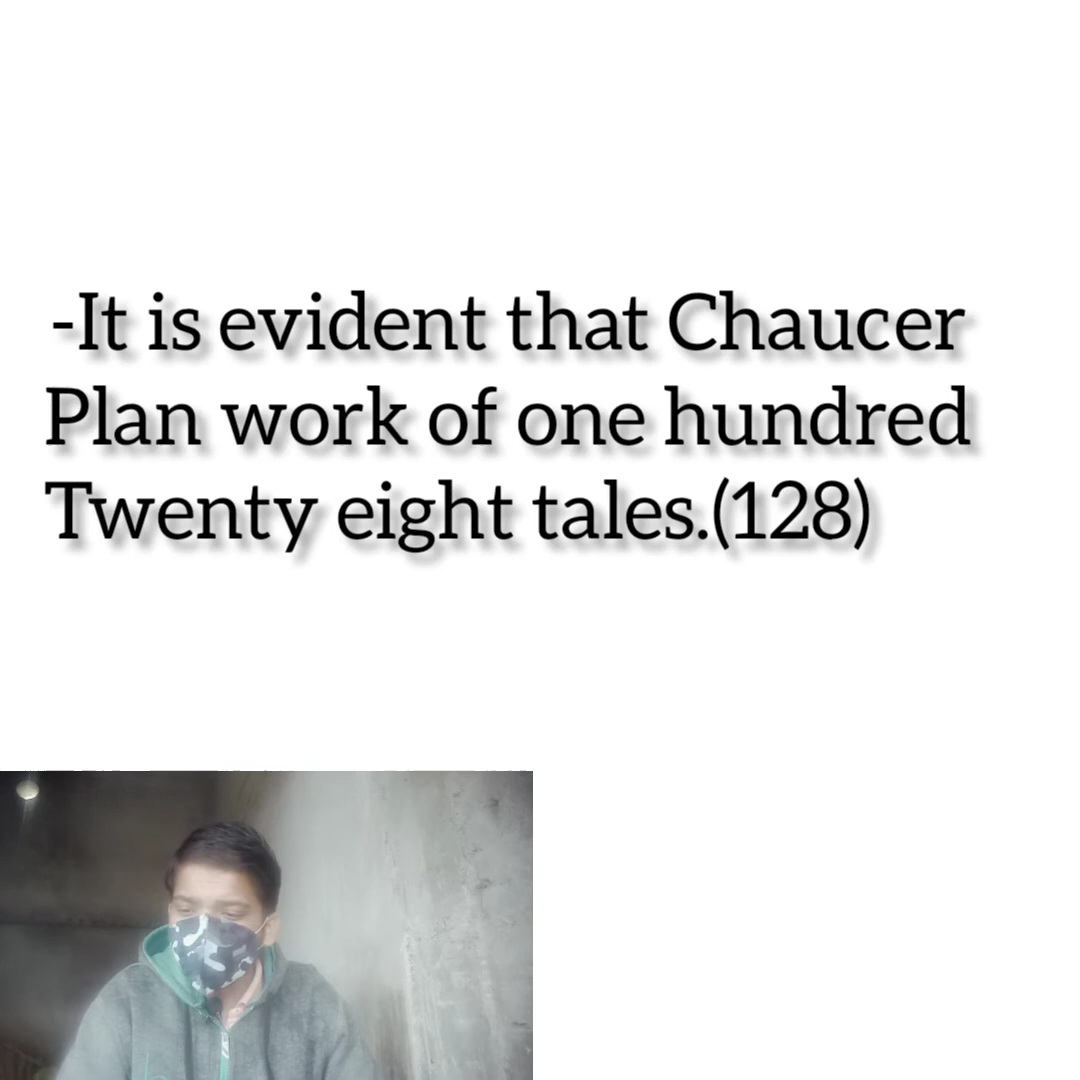 -It is evident that Chaucer
Plan work of one hundred
Twenty eight tales.(128)